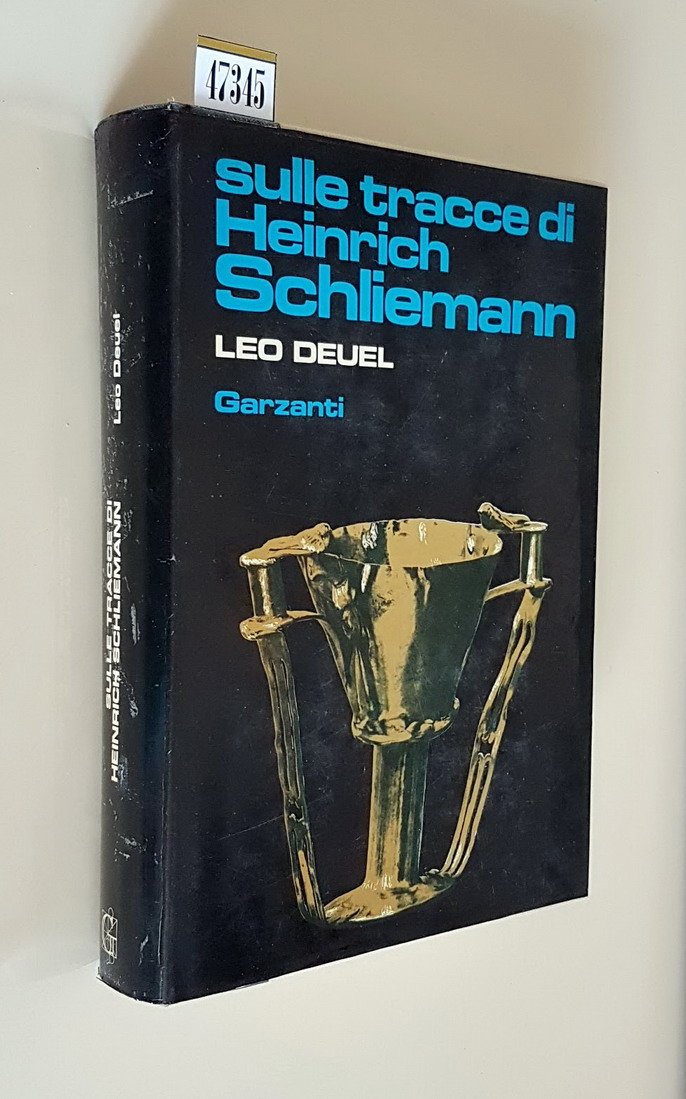 47345
sulle tracce di
Heinrich
Schliemann
LEO DEUEL
Garzanti
Leo Deuel
SULLE TRACCE DI
HEINRICH SCHLIEMANN